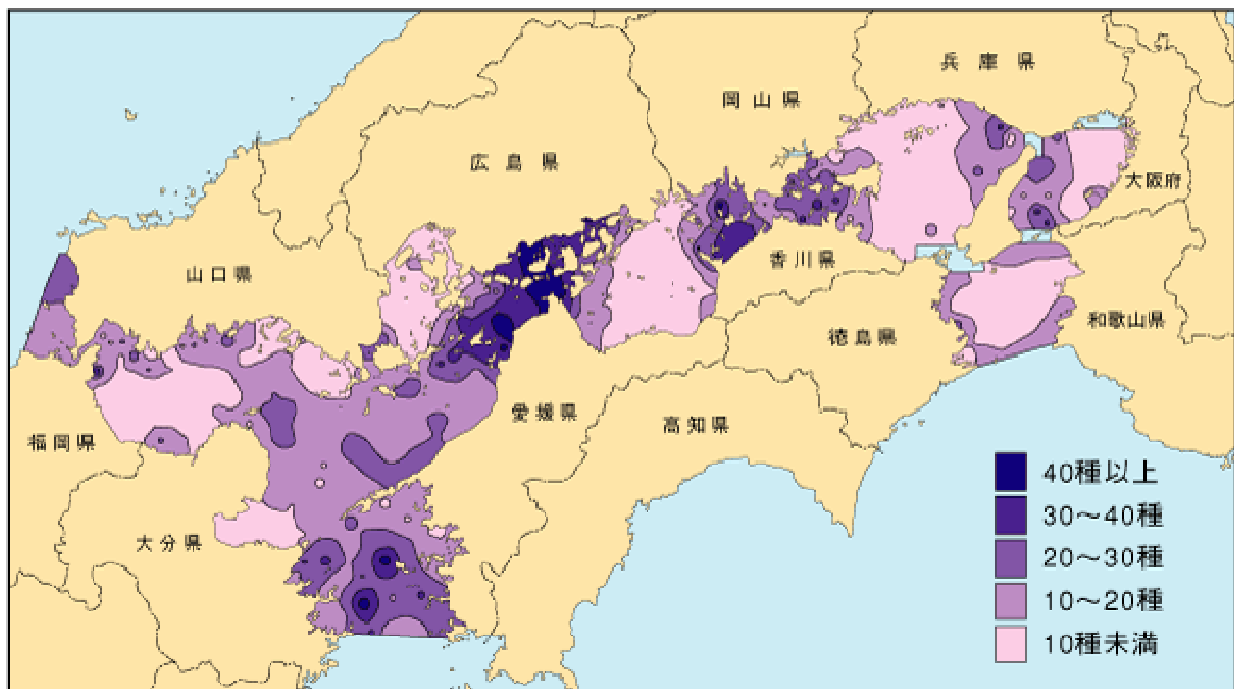 兵庫県
岡山県
広島県
大阪府
香川県
山口県
和歌山県
徳島県
愛媛県
高知県
福岡県
大分県
40種以上
30〜40種
20〜30種
10〜20種
10種未満